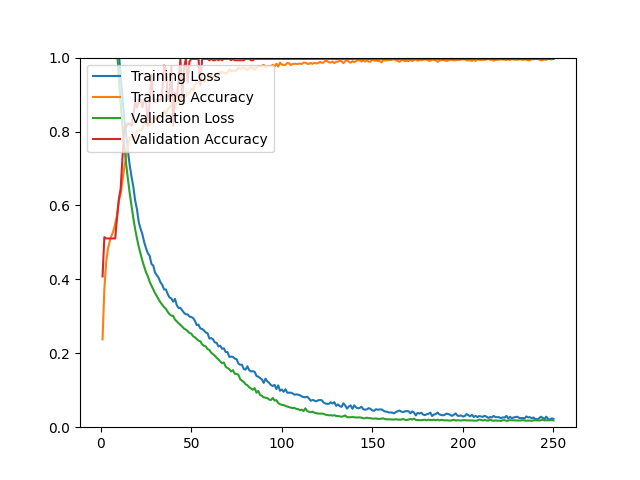 1.0
0.8
0.6
0.4
0.2
0.0
Training Loss
Training Accuracy
Validation Loss
Validation Accuracy
0 50 100 150 200 250